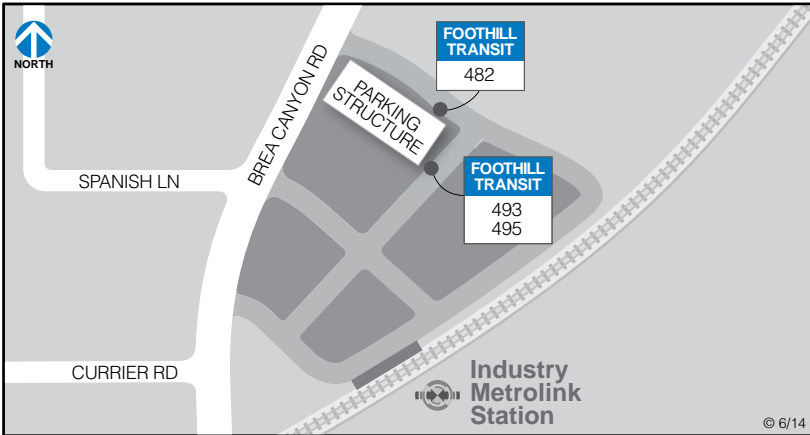 NORTH
FOOTHILL
TRANSIT
482
BREA CANYON RD
PARKING
STRUCTURE
SPANISH LN
FOOTHILL
TRANSIT
493
495
CURRIER RD
Industry
Metrolink
Station
© 6/14